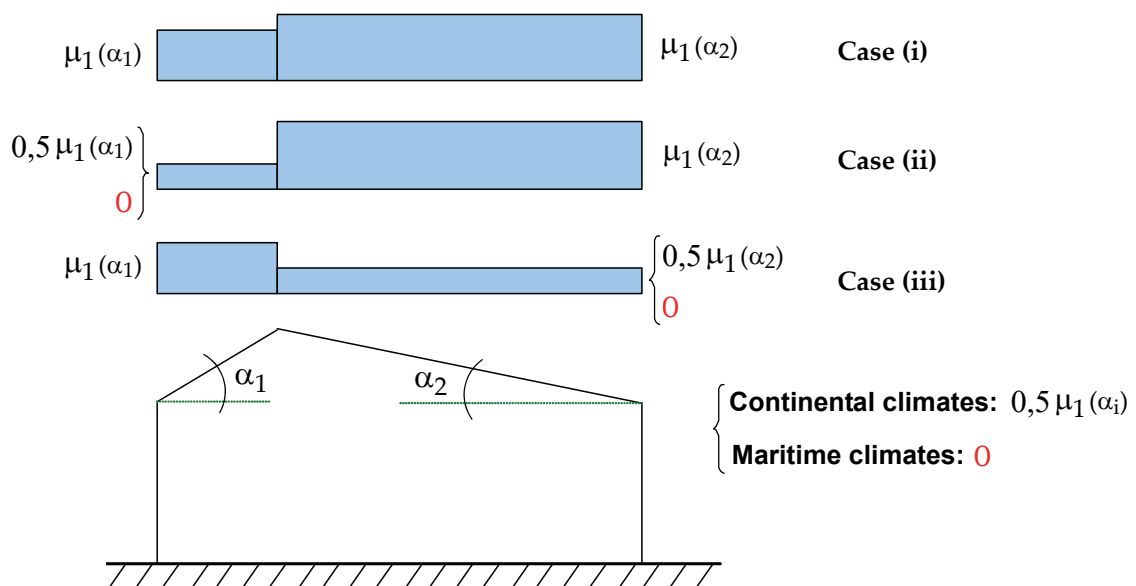 μ1(α1) μ1(α2) Case (i)
0,5 μ1(α1) μ1(α2) Case (ii)
0
μ1(α1) 0,5 μ1(α2) Case (iii)
0
α1 α2
Continental climates: 0,5 μ1(αi)
Maritime climates: 0